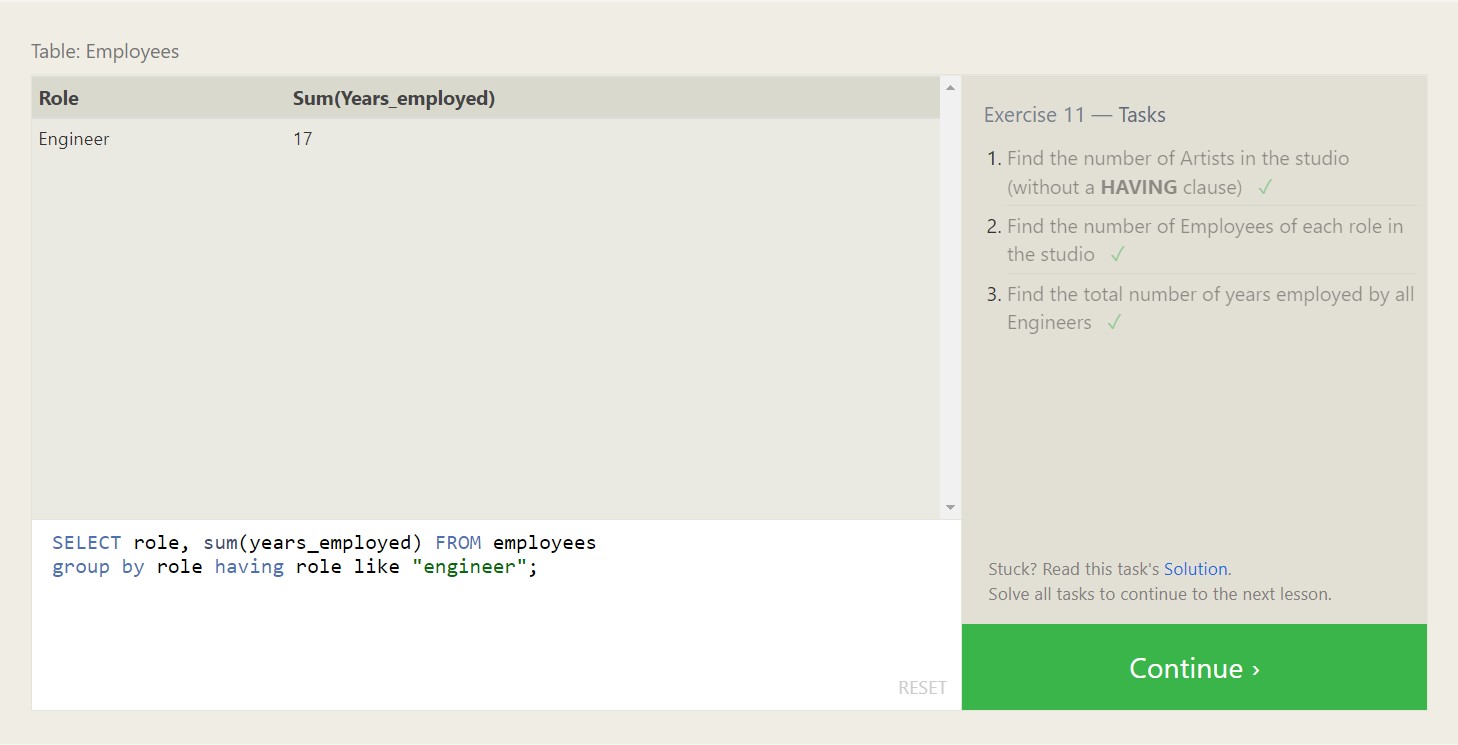 Table: Employees
Role Sum(Years_employed)
Engineer 17
SELECT role, sum(years_employed) FROM employees
group by role having role like "engineer";
RESET
Exercise 11 — Tasks
1. Find the number of Artists in the studio
(without a HAVING clause) ✓
2. Find the number of Employees of each role in
the studio ✓
3. Find the total number of years employed by all
Engineers ✓
Stuck? Read this task's Solution.
Solve all tasks to continue to the next lesson.
Continue ›